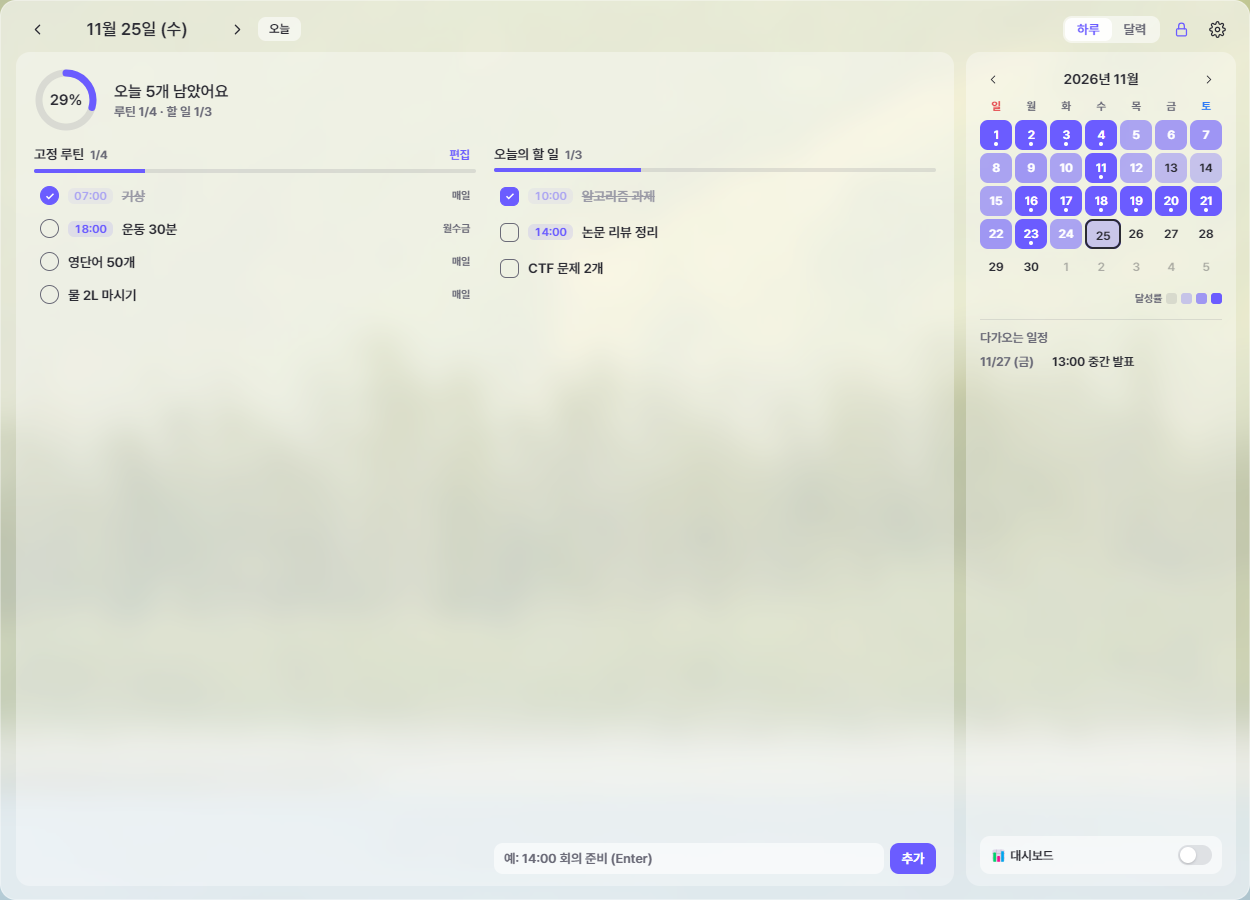 11월 25일 (수) 오늘 하루 달력
29%
오늘 5개 남았어요
루틴 1/4 · 할 일 1/3
고정 루틴 1/4 편집
07:00 기상 매일
18:00 운동 30분 월수금
영단어 50개 매일
물 2L 마시기 매일
오늘의 할 일 1/3
10:00 알고리즘 과제
14:00 논문 리뷰 정리
CTF 문제 2개
예: 14:00 회의 준비 (Enter) 추가
2026년 11월
일 월 화 수 목 금 토
1 2 3 4 5 6 7
8 9 10 11 12 13 14
15 16 17 18 19 20 21
22 23 24 25 26 27 28
29 30 1 2 3 4 5
달성률
다가오는 일정
11/27 (금) 13:00 중간 발표
대시보드